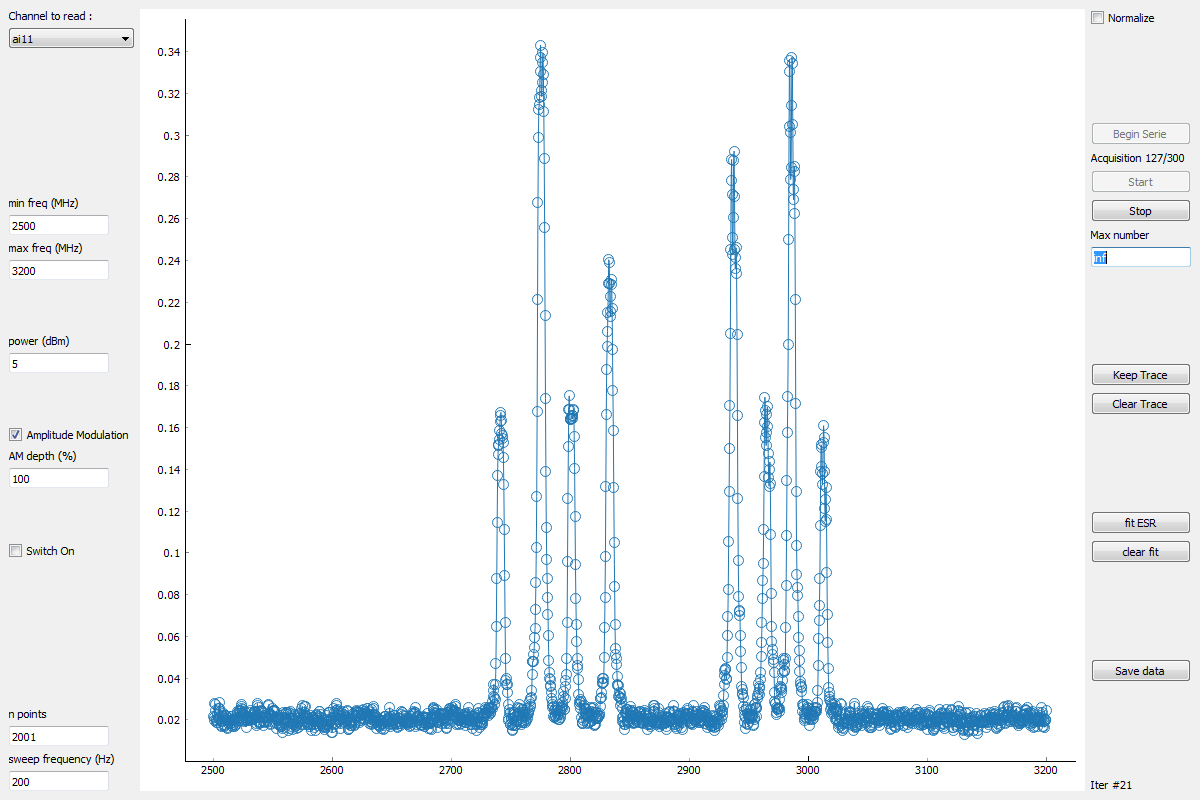 Channel to read :
ai11
min freq (MHz)
2500
max freq (MHz)
3200
power (dBm)
5
Amplitude Modulation
AM depth (%)
100
Switch On
n points
2001
sweep frequency (Hz)
200
0.34
0.32
0.3
0.28
0.26
0.24
0.22
0.2
0.18
0.16
0.14
0.12
0.1
0.08
0.06
0.04
0.02
2500 2600 2700 2800 2900 3000 3100 3200
Normalize
Begin Serie
Acquisition 127/300
Start
Stop
Max number
inf
Keep Trace
Clear Trace
fit ESR
clear fit
Save data
Iter #21